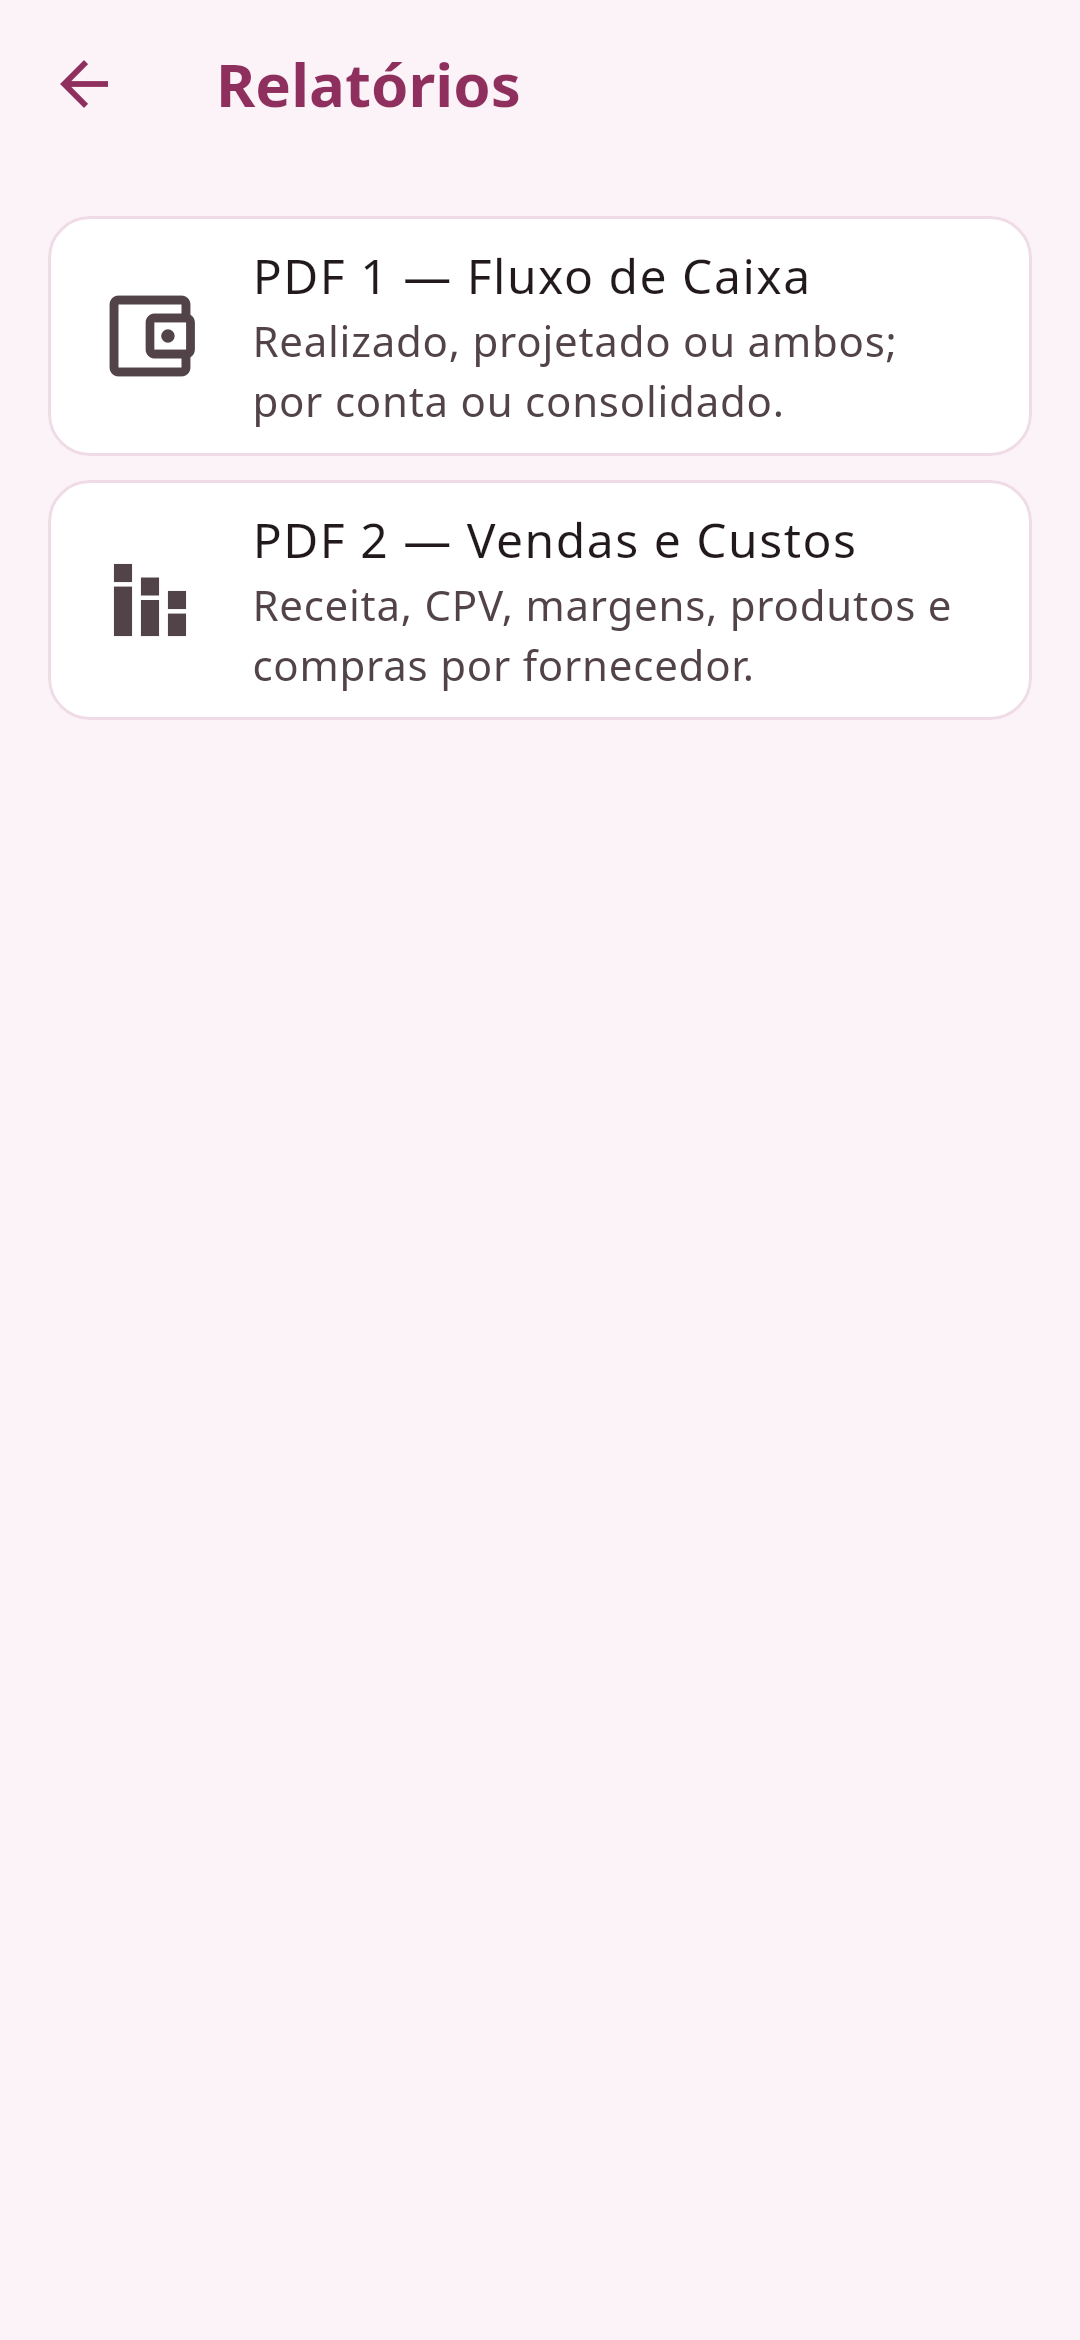 Relatórios
PDF 1 — Fluxo de Caixa
Realizado, projetado ou ambos;
por conta ou consolidado.
PDF 2 — Vendas e Custos
Receita, CPV, margens, produtos e
compras por fornecedor.